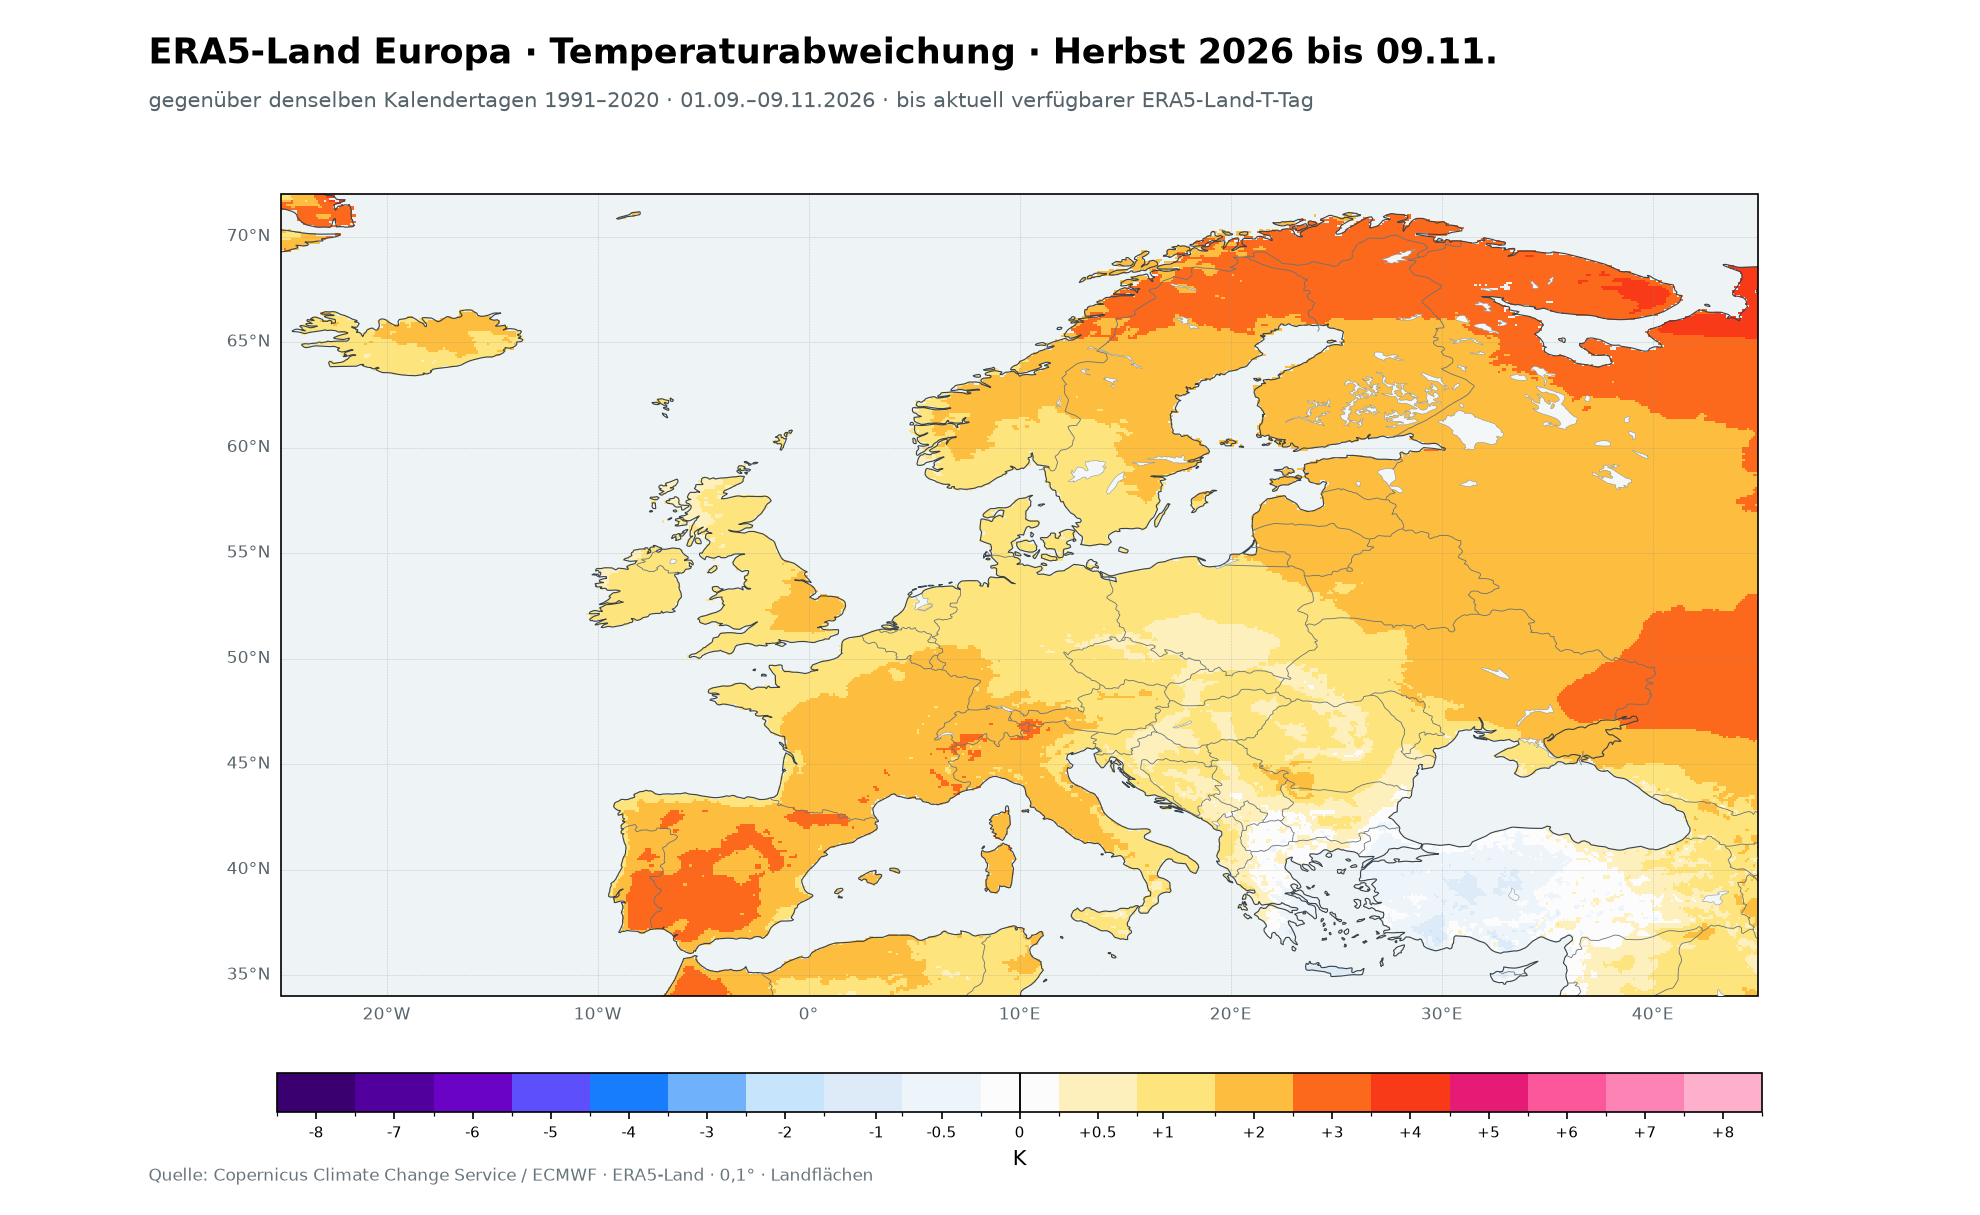 ERA5-Land Europa · Temperaturabweichung · Herbst 2026 bis 09.11.
gegenüber denselben Kalendertagen 1991–2020 · 01.09.–09.11.2026 · bis aktuell verfügbarer ERA5-Land-T-Tag
70°N
65°N
60°N
55°N
50°N
45°N
40°N
35°N
20°W 10°W 0° 10°E 20°E 30°E 40°E
-8 -7 -6 -5 -4 -3 -2 -1 -0.5 0 +0.5 +1 +2 +3 +4 +5 +6 +7 +8
K
Quelle: Copernicus Climate Change Service / ECMWF · ERA5-Land · 0,1° · Landflächen